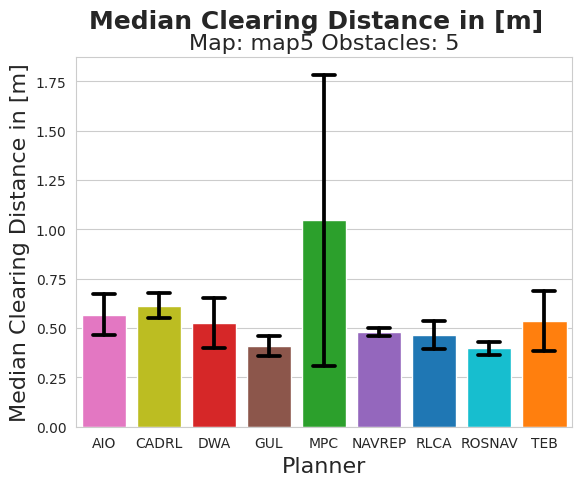 Median Clearing Distance in [m]
Map: map5 Obstacles: 5
Median Clearing Distance in [m]
1.75
1.50
1.25
1.00
0.75
0.50
0.25
0.00
AIO CADRL DWA GUL MPC NAVREP RLCA ROSNAV TEB
Planner